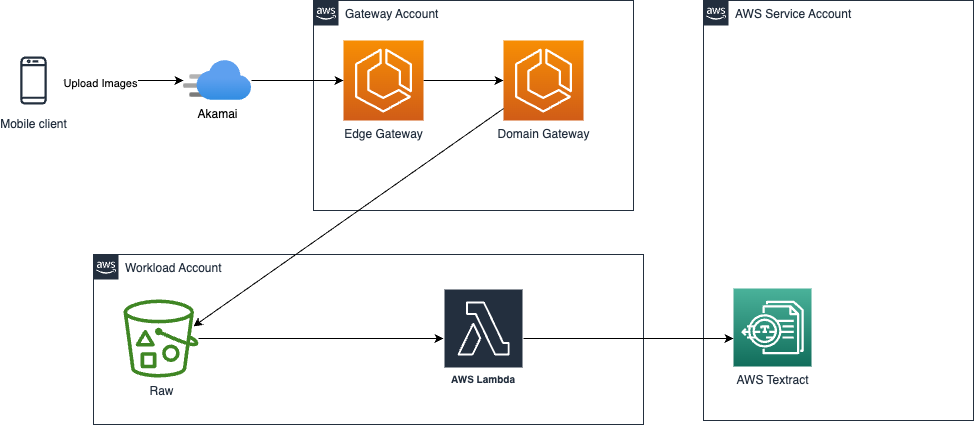 aws
Gateway Account
aws
AWS Service Account
Upload Images
Mobile client
Akamai
Edge Gateway
Domain Gateway
aws
Workload Account
Raw
AWS Lambda
T
AWS Textract